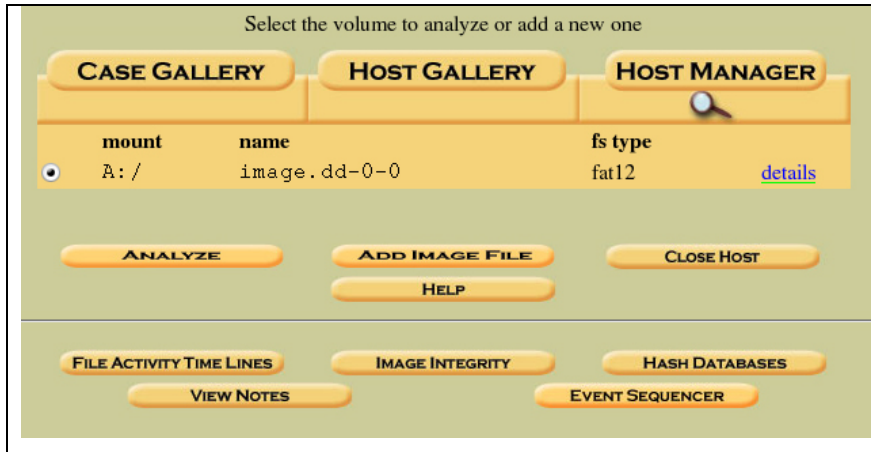 Select the volume to analyze or add a new one
CASE GALLERY HOST GALLERY HOST MANAGER
mount name fs type
A:/ image.dd-0-0 fat12 details
ANALYZE ADD IMAGE FILE CLOSE HOST
HELP
FILE ACTIVITY TIME LINES IMAGE INTEGRITY HASH DATABASES
VIEW NOTES EVENT SEQUENCER